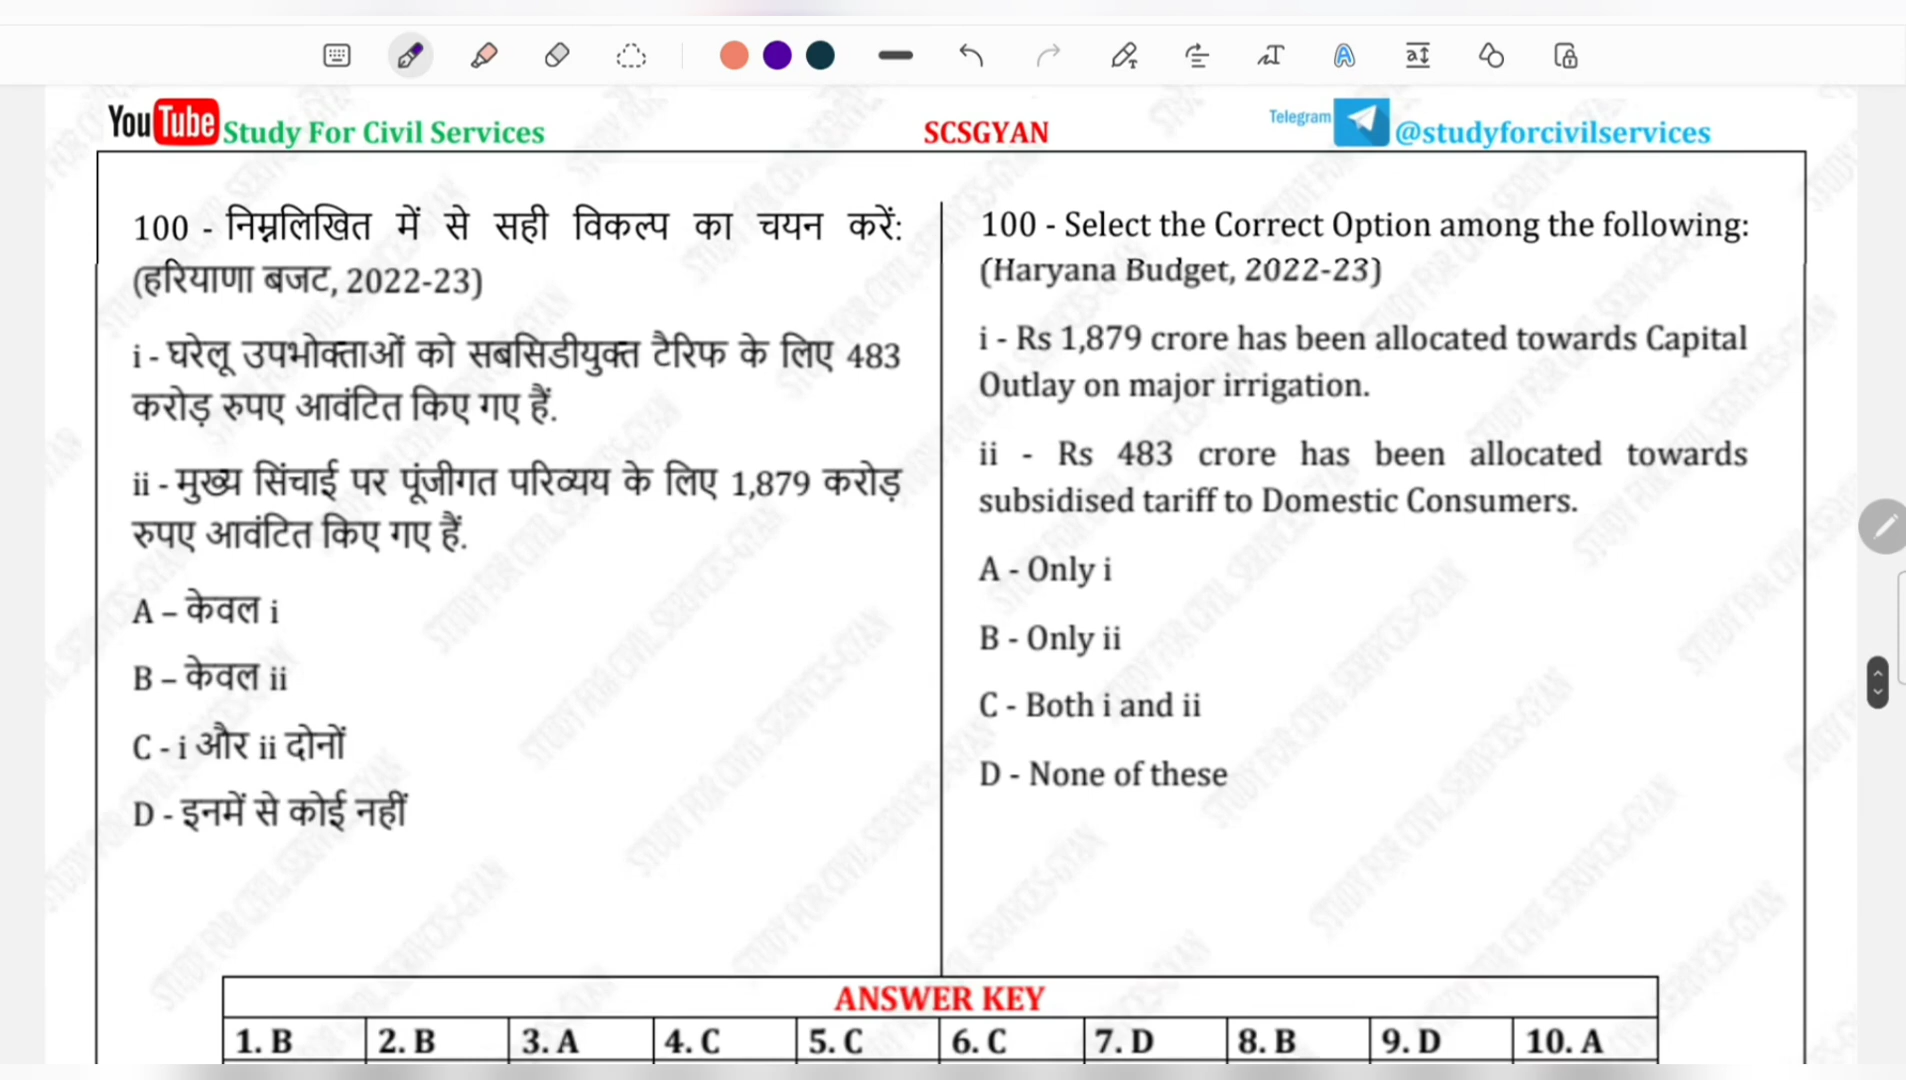 YouTube Study For Civil Services
SCSGYAN
Telegram @studyforcivilservices
100 - निम्नलिखित में से सही विकल्प का चयन करें:
(हरियाणा बजट, 2022-23)
i - घरेलू उपभोक्ताओं को सबसिडीयुक्त टैरिफ के लिए 483
करोड़ रुपए आवंटित किए गए हैं.
ii - मुख्य सिंचाई पर पूंजीगत परिव्यय के लिए 1,879 करोड़
रुपए आवंटित किए गए हैं.
A – केवल i
B – केवल ii
C - i और ii दोनों
D - इनमें से कोई नहीं
100 - Select the Correct Option among the following:
(Haryana Budget, 2022-23)
i - Rs 1,879 crore has been allocated towards Capital
Outlay on major irrigation.
ii - Rs 483 crore has been allocated towards
subsidised tariff to Domestic Consumers.
A - Only i
B - Only ii
C - Both i and ii
D - None of these
ANSWER KEY
1. B 2. B 3. A 4. C 5. C 6. C 7. D 8. B 9. D 10. A
STUDY FOR CIVIL SERVICES-GYAN